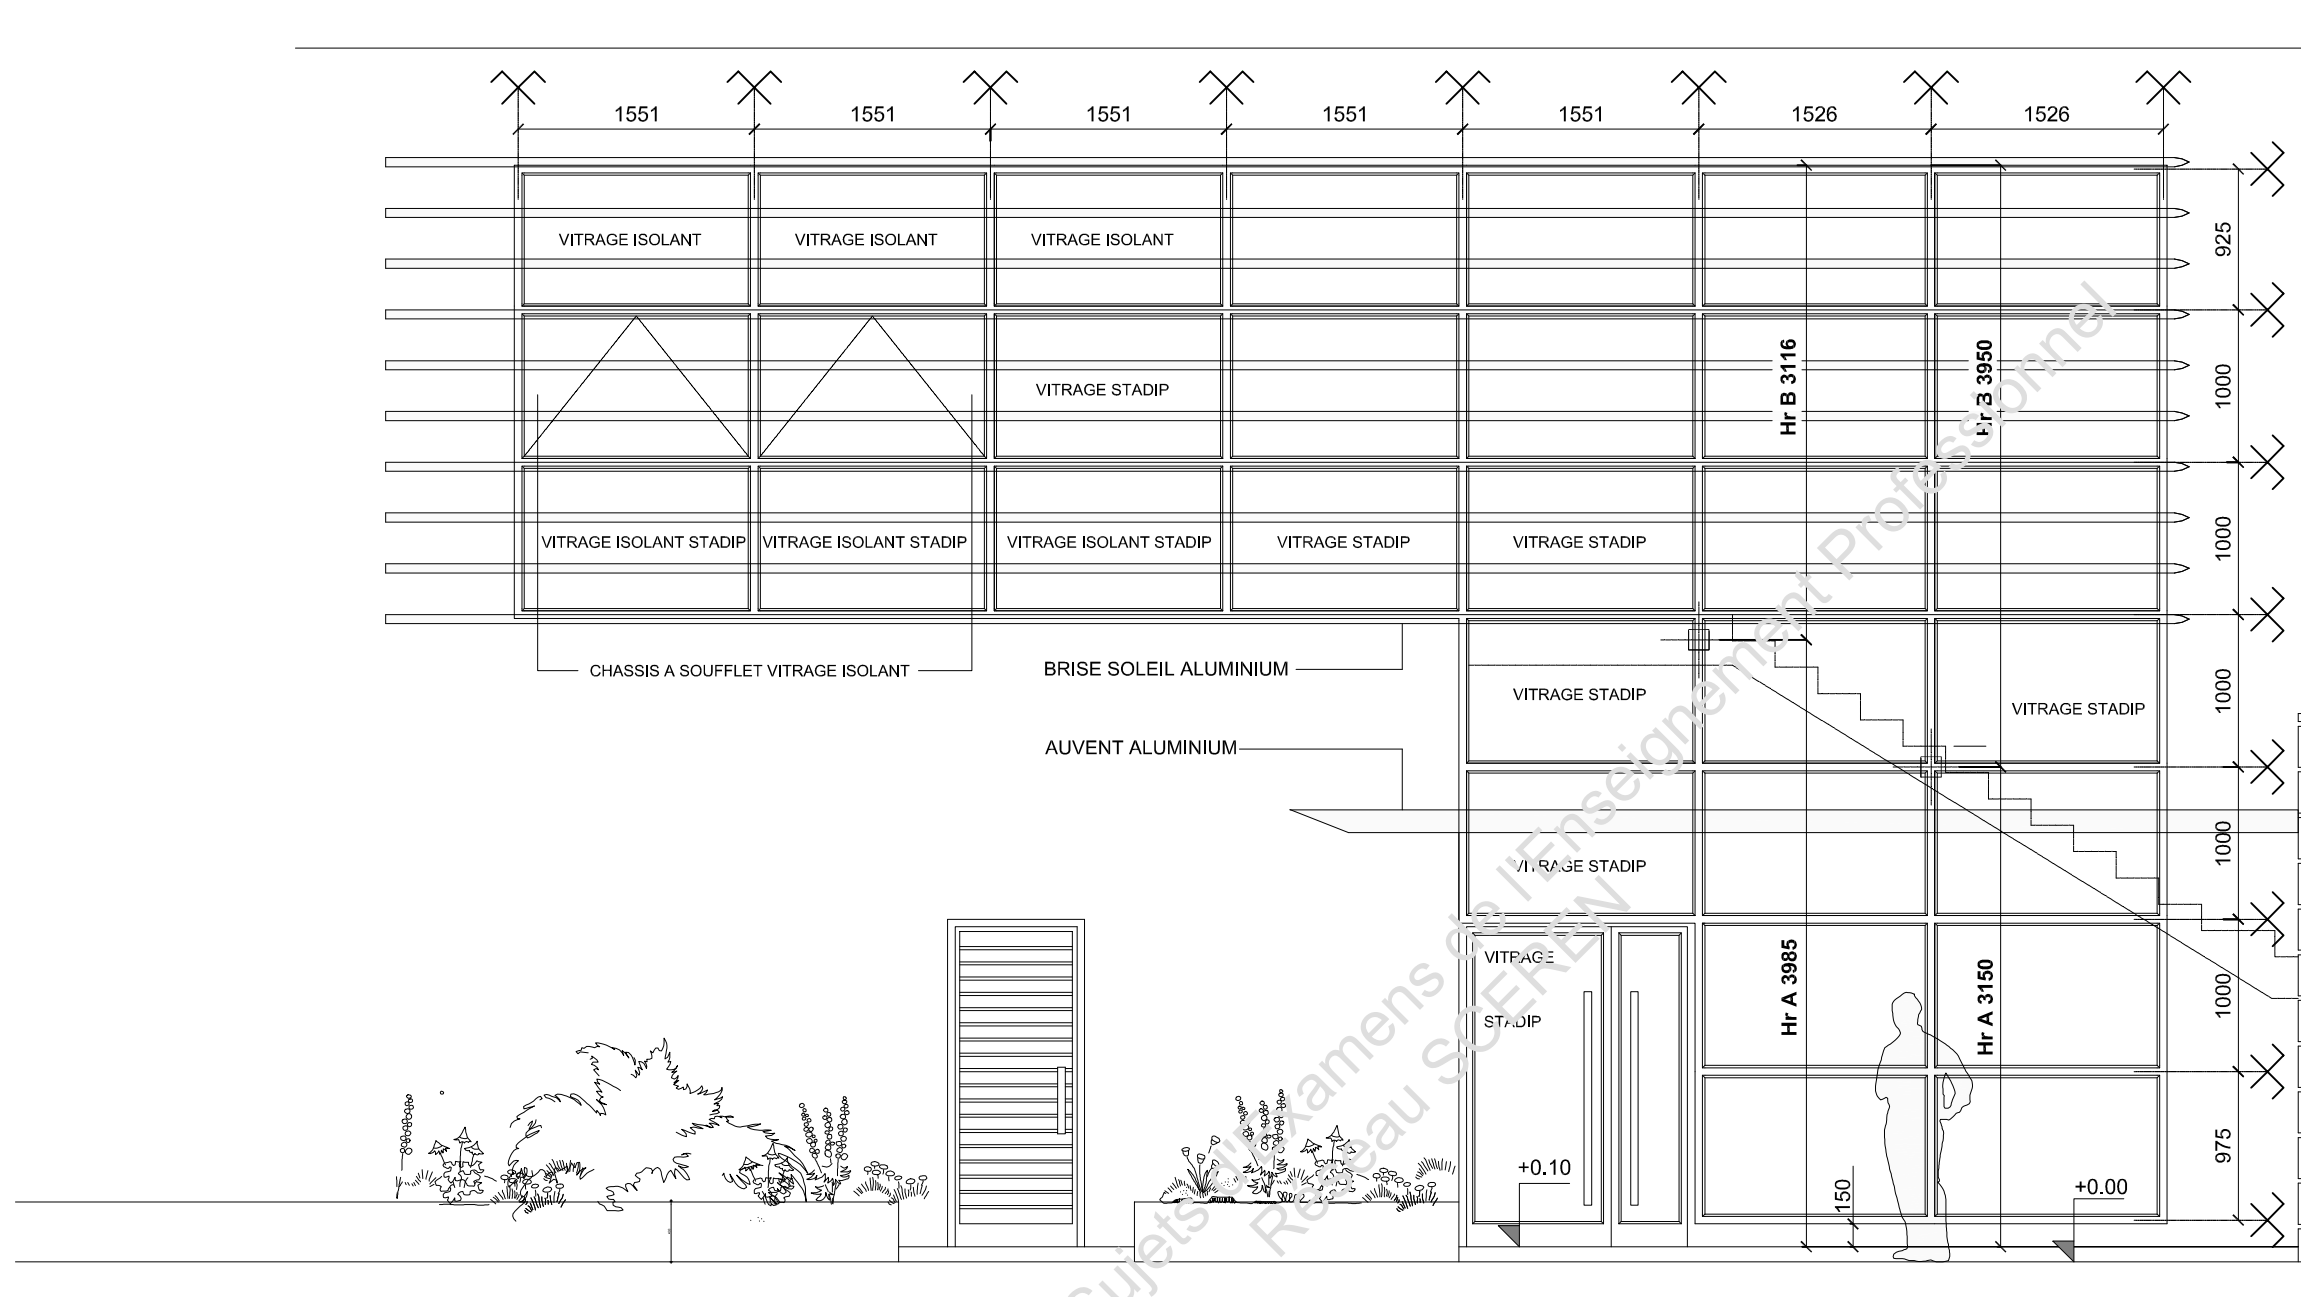 1551 1551 1551 1551 1551 1526 1526
VITRAGE ISOLANT VITRAGE ISOLANT VITRAGE ISOLANT
925
Hr B 3116 Hr B 3950
VITRAGE STADIP
1000
VITRAGE ISOLANT STADIP VITRAGE ISOLANT STADIP VITRAGE ISOLANT STADIP VITRAGE STADIP VITRAGE STADIP
1000
CHASSIS A SOUFFLET VITRAGE ISOLANT
BRISE SOLEIL ALUMINIUM
VITRAGE STADIP
VITRAGE STADIP
1000
AUVENT ALUMINIUM
1000
VITRAGE STADIP
VITRAGE
STADIP
Hr A 3985 Hr A 3150
1000
975
+0.10
150
+0.00
Sujets d'Examens de l'Enseignement Professionnel
Réseau SCEREN